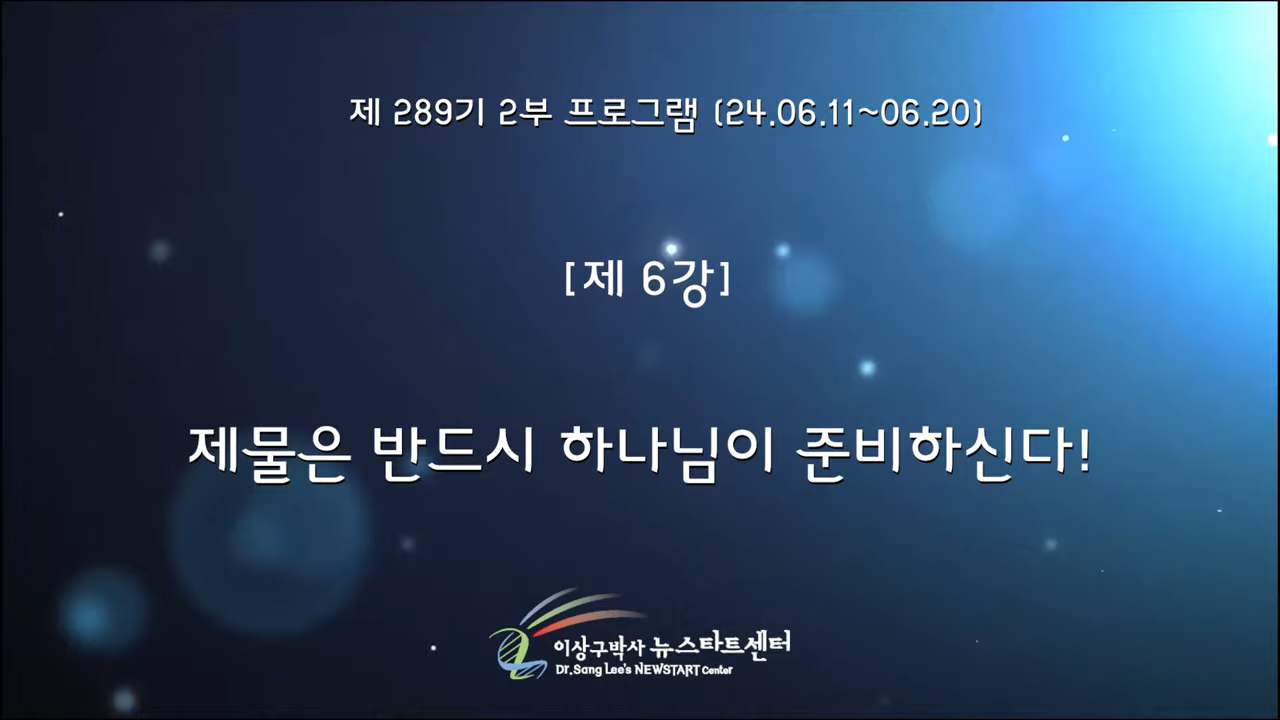 제 289기 2부 프로그램 (24.06.11~06.20)
[제 6강]
제물은 반드시 하나님이 준비하신다!
이상구박사 뉴스타트센터
Dr.Sang Lee's NEWSTART Center